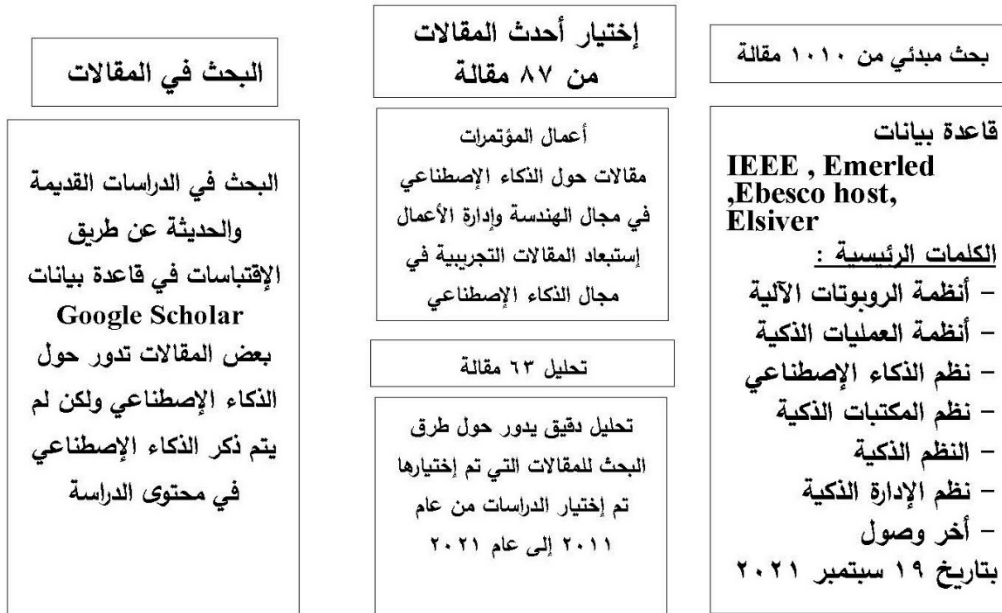 بحث مبدئي من ١٠١٠ مقالة
قاعدة بيانات
IEEE , Emerled
,Ebesco host,
Elsiver
الكلمات الرئيسية :
- أنظمة الروبوتات الآلية
- أنظمة العمليات الذكية
- نظم الذكاء الإصطناعي
- نظم المكتبات الذكية
- النظم الذكية
- نظم الإدارة الذكية
- أخر وصول
بتاريخ ١٩ سبتمبر ٢٠٢١
إختيار أحدث المقالات
من ٨٧ مقالة
أعمال المؤتمرات
مقالات حول الذكاء الإصطناعي
في مجال الهندسة وإدارة الأعمال
إستبعاد المقالات التجريبية في
مجال الذكاء الإصطناعي
تحليل ٦٣ مقالة
تحليل دقيق يدور حول طرق
البحث للمقالات التي تم إختيارها
تم إختيار الدراسات من عام
٢٠١١ إلى عام ٢٠٢١
البحث في المقالات
البحث في الدراسات القديمة
والحديثة عن طريق
الإقتباسات في قاعدة بيانات
Google Scholar
بعض المقالات تدور حول
الذكاء الإصطناعي ولكن لم
يتم ذكر الذكاء الإصطناعي
في محتوى الدراسة